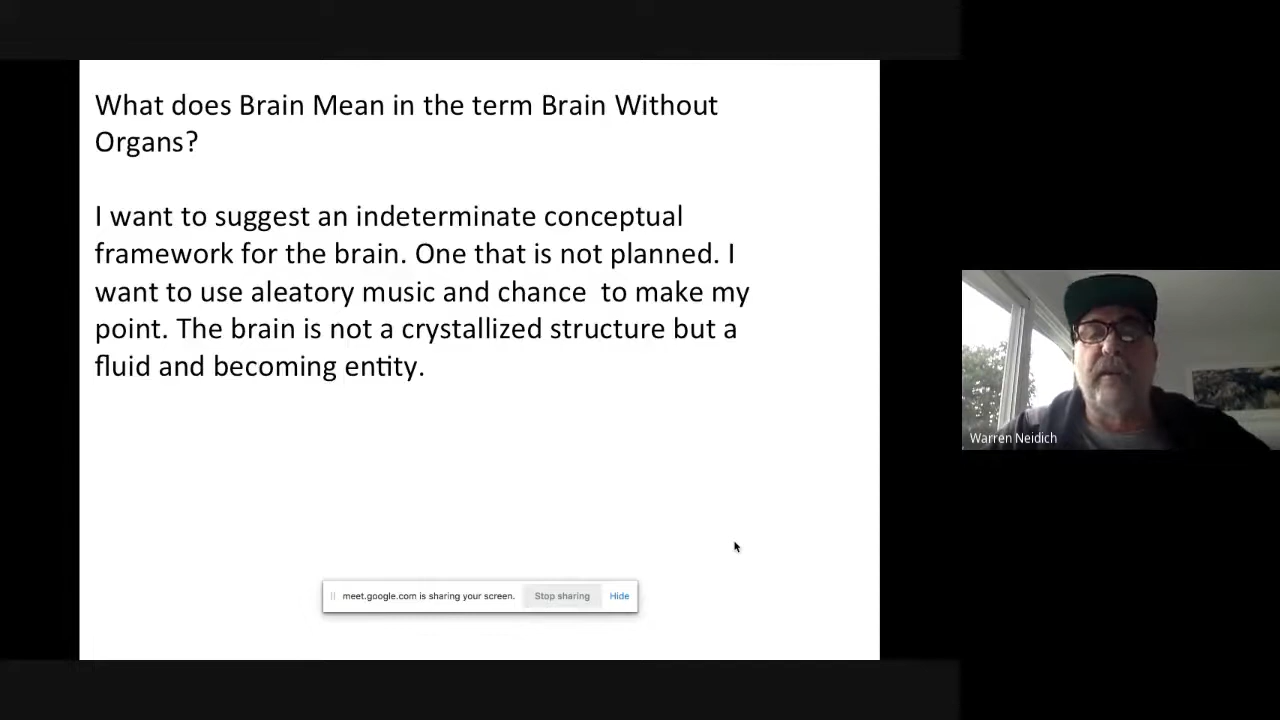 What does Brain Mean in the term Brain Without
Organs?
I want to suggest an indeterminate conceptual
framework for the brain. One that is not planned. I
want to use aleatory music and chance  to make my
point. The brain is not a crystallized structure but a
fluid and becoming entity.
Warren Neidich
meet.google.com is sharing your screen. Stop sharing Hide